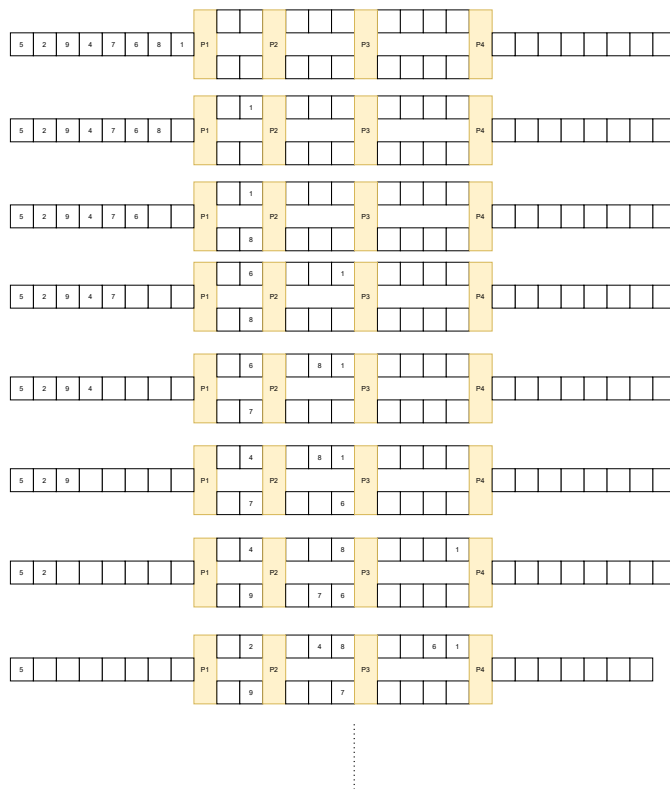 5 2 9 4 7 6 8 1 P1 P2 P3 P4
1
5 2 9 4 7 6 8 P1 P2 P3 P4
1
5 2 9 4 7 6 P1 P2 P3 P4
8
6 1
5 2 9 4 7 P1 P2 P3 P4
8
6 8 1
5 2 9 4 P1 P2 P3 P4
7
4 8 1
5 2 9 P1 P2 P3 P4
7 6
4 8 1
5 2 P1 P2 P3 P4
9 7 6
2 4 8 6 1
5 P1 P2 P3 P4
9 7